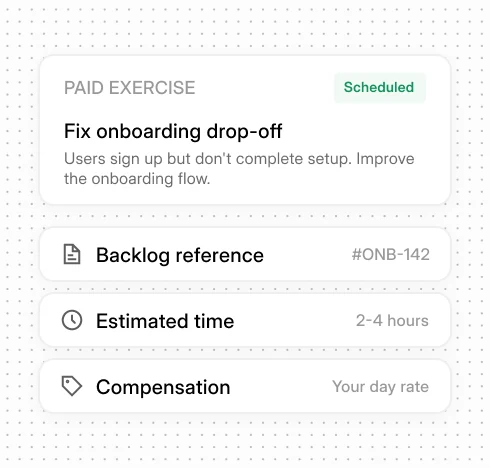 PAID EXERCISE
Scheduled
Fix onboarding drop-off
Users sign up but don't complete setup. Improve
the onboarding flow.
Backlog reference
#ONB-142
Estimated time
2-4 hours
Compensation
Your day rate